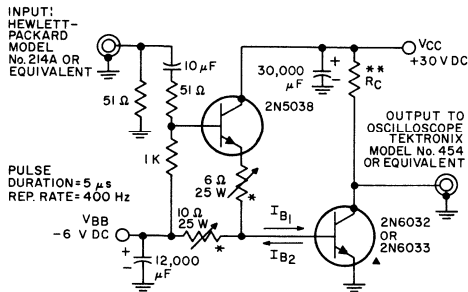 INPUT:
HEWLETT-
PACKARD
MODEL
No. 214A OR
EQUIVALENT
10 µF
51 Ω
51 Ω
2N5038
+
30,000
µF
−
**
RC
VCC
+30 V DC
OUTPUT TO
OSCILLOSCOPE
TEKTRONIX
MODEL No. 454
OR EQUIVALENT
1 K
6 Ω
25 W
*
PULSE
DURATION = 5 µs
REP. RATE = 400 Hz
VBB
−6 V DC
10 Ω
25 W
*
+
−
12,000
µF
IB1
IB2
2N6032
OR
2N6033
▲